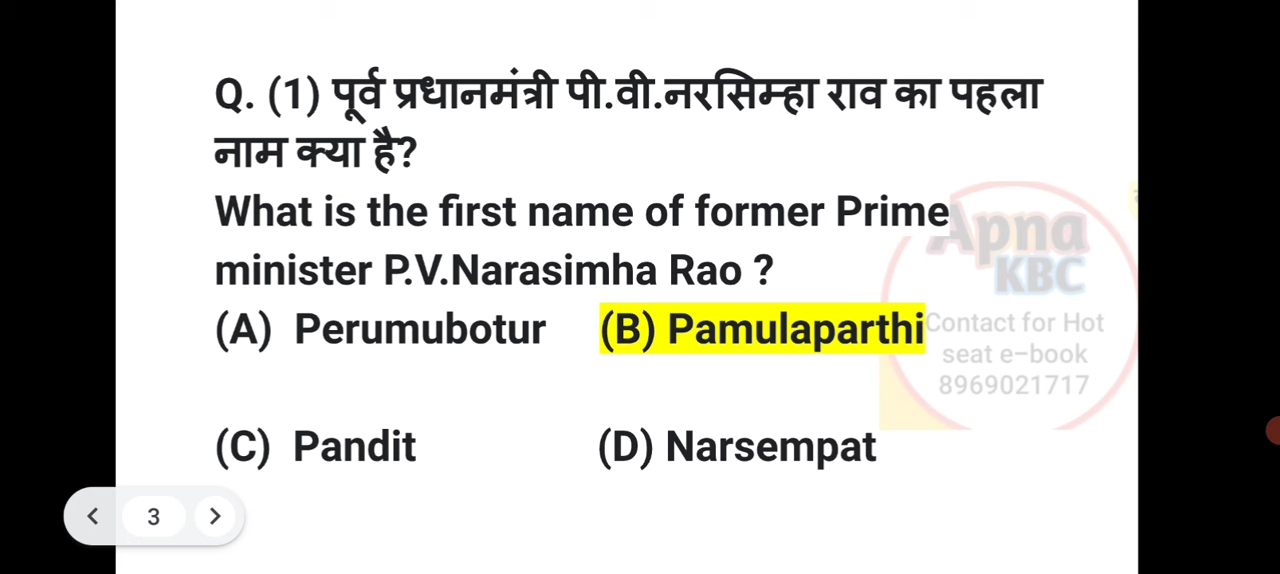 Q. (1) पूर्व प्रधानमंत्री पी.वी.नरसिम्हा राव का पहला
नाम क्या है?
What is the first name of former Prime
minister P.V.Narasimha Rao ?
(A) Perumubotur (B) Pamulaparthi
(C) Pandit (D) Narsempat
Apna
KBC
Contact for Hot
seat e-book
8969021717
3